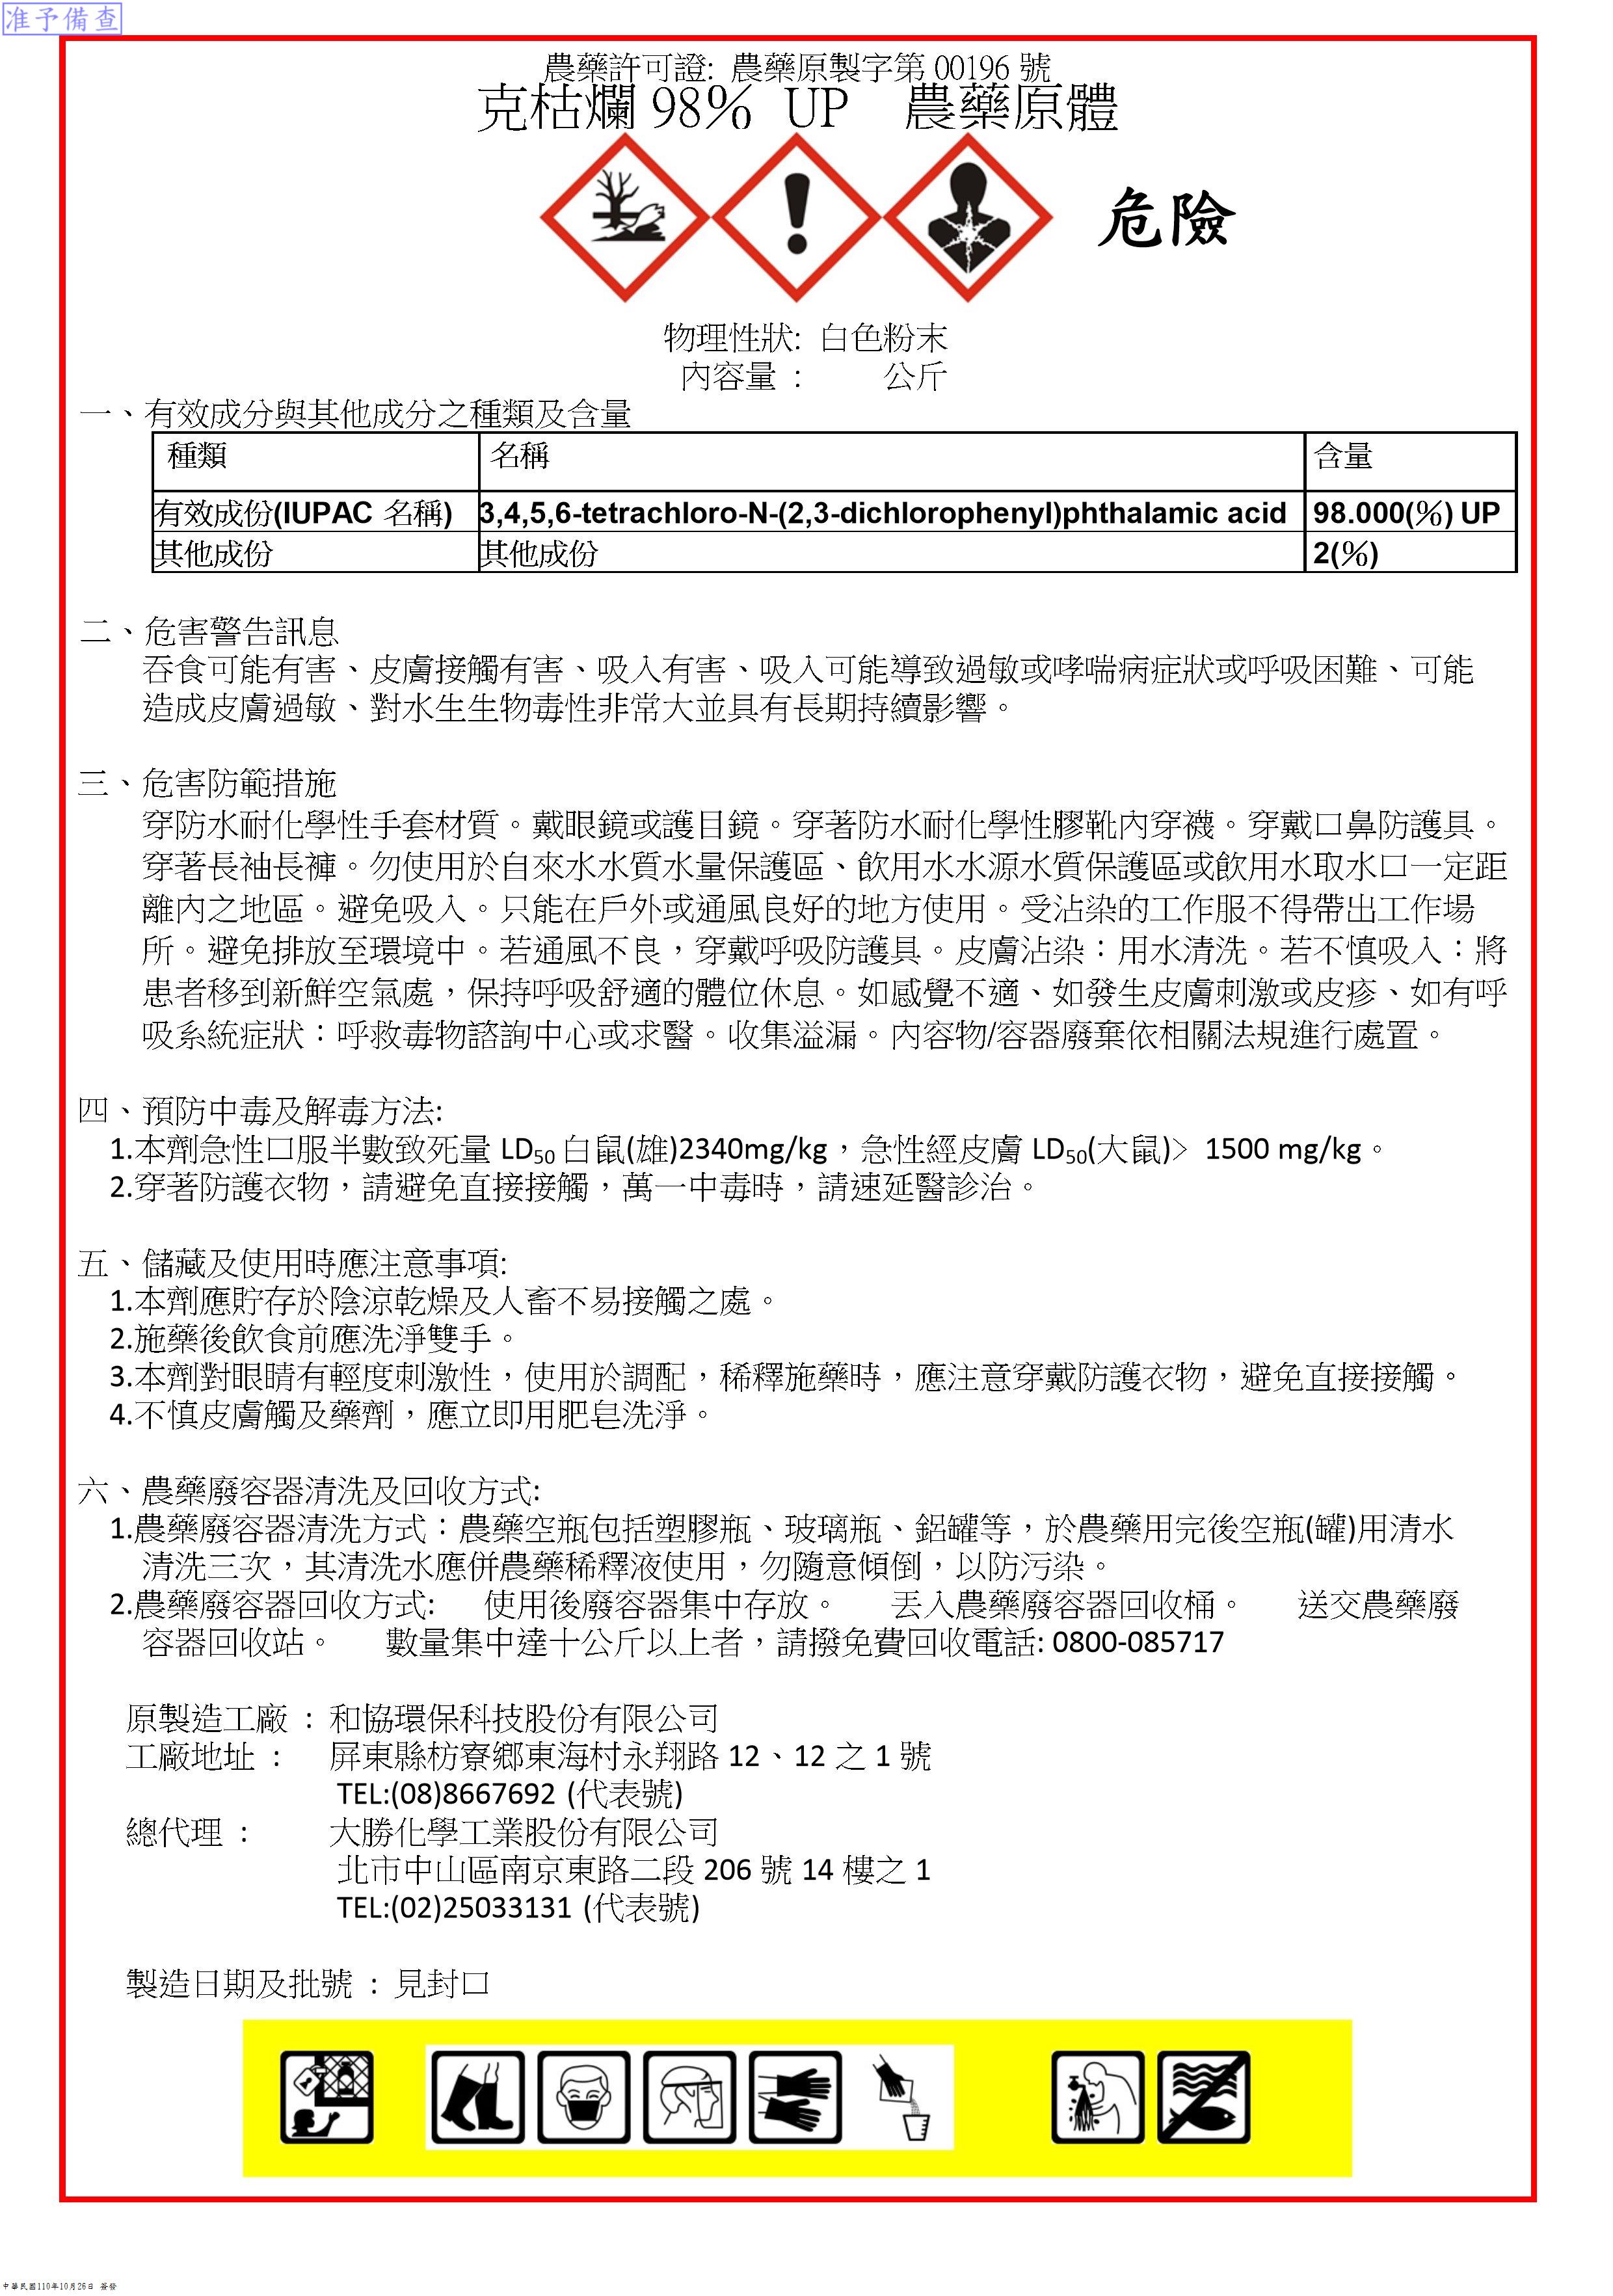 准予備查
農藥許可證: 農藥原製字第 00196 號
克枯爛 98% UP 農藥原體
危險
物理性狀: 白色粉末
內容量 : 公斤
一、有效成分與其他成分之種類及含量
種類 名稱 含量
有效成份(IUPAC 名稱) 3,4,5,6-tetrachloro-N-(2,3-dichlorophenyl)phthalamic acid 98.000(%) UP
其他成份 其他成份 2(%)
二、危害警告訊息
吞食可能有害、皮膚接觸有害、吸入有害、吸入可能導致過敏或哮喘病症狀或呼吸困難、可能
造成皮膚過敏、對水生生物毒性非常大並具有長期持續影響。
三、危害防範措施
穿防水耐化學性手套材質。戴眼鏡或護目鏡。穿著防水耐化學性膠靴內穿襪。穿戴口鼻防護具。
穿著長袖長褲。勿使用於自來水水質水量保護區、飲用水水源水質保護區或飲用水取水口一定距
離內之地區。避免吸入。只能在戶外或通風良好的地方使用。受沾染的工作服不得帶出工作場
所。避免排放至環境中。若通風不良，穿戴呼吸防護具。皮膚沾染：用水清洗。若不慎吸入：將
患者移到新鮮空氣處，保持呼吸舒適的體位休息。如感覺不適、如發生皮膚刺激或皮疹、如有呼
吸系統症狀：呼救毒物諮詢中心或求醫。收集溢漏。內容物/容器廢棄依相關法規進行處置。
四、預防中毒及解毒方法:
1.本劑急性口服半數致死量 LD₅₀ 白鼠(雄)2340mg/kg，急性經皮膚 LD₅₀(大鼠)> 1500 mg/kg。
2.穿著防護衣物，請避免直接接觸，萬一中毒時，請速延醫診治。
五、儲藏及使用時應注意事項:
1.本劑應貯存於陰涼乾燥及人畜不易接觸之處。
2.施藥後飲食前應洗淨雙手。
3.本劑對眼睛有輕度刺激性，使用於調配，稀釋施藥時，應注意穿戴防護衣物，避免直接接觸。
4.不慎皮膚觸及藥劑，應立即用肥皂洗淨。
六、農藥廢容器清洗及回收方式:
1.農藥廢容器清洗方式：農藥空瓶包括塑膠瓶、玻璃瓶、鋁罐等，於農藥用完後空瓶(罐)用清水
清洗三次，其清洗水應併農藥稀釋液使用，勿隨意傾倒，以防污染。
2.農藥廢容器回收方式: 使用後廢容器集中存放。 丟入農藥廢容器回收桶。 送交農藥廢
容器回收站。 數量集中達十公斤以上者，請撥免費回收電話: 0800-085717
原製造工廠 : 和協環保科技股份有限公司
工廠地址 : 屏東縣枋寮鄉東海村永翔路 12、12 之 1 號
TEL:(08)8667692 (代表號)
總代理 : 大勝化學工業股份有限公司
北市中山區南京東路二段 206 號 14 樓之 1
TEL:(02)25033131 (代表號)
製造日期及批號 : 見封口
中華民國110年10月26日 簽發